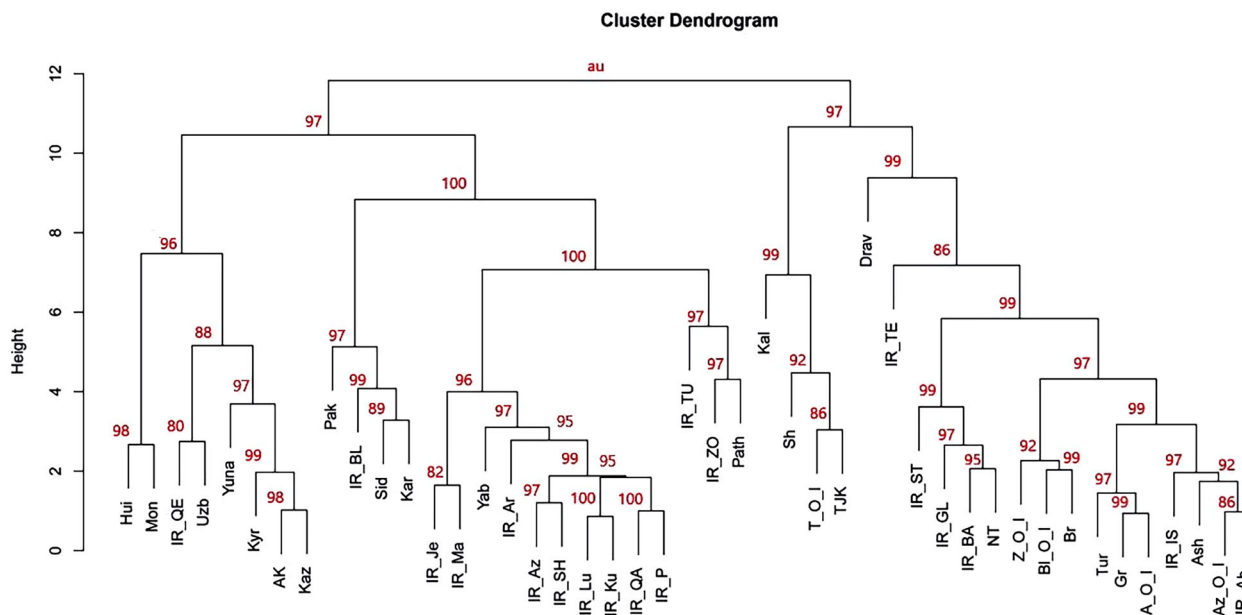 Cluster Dendrogram
au
12
10
8
6
4
2
0
Height
97
97
100
99
96
100
99
86
99
88
97
97
97
99
92
86
97
99
89
96
97
95
99
95
97
100
100
82
98
80
97
99
98
99
97
95
92
99
97
99
97
99
97
92
86
Hui
Mon
IR_QE
Uzb
Yuna
Kyr
AK
Kaz
Pak
IR_BL
Sid
Kar
IR_Je
IR_Ma
Yab
IR_Ar
IR_Az
IR_SH
IR_Lu
IR_Ku
IR_QA
IR_P
IR_TU
IR_ZO
Path
Kal
Sh
T_O_I
TJK
Drav
IR_TE
IR_ST
IR_GL
IR_BA
NT
Z_O_I
Bl_O_I
Br
Tur
Gr
A_O_I
IR_IS
Ash
Az_O_I